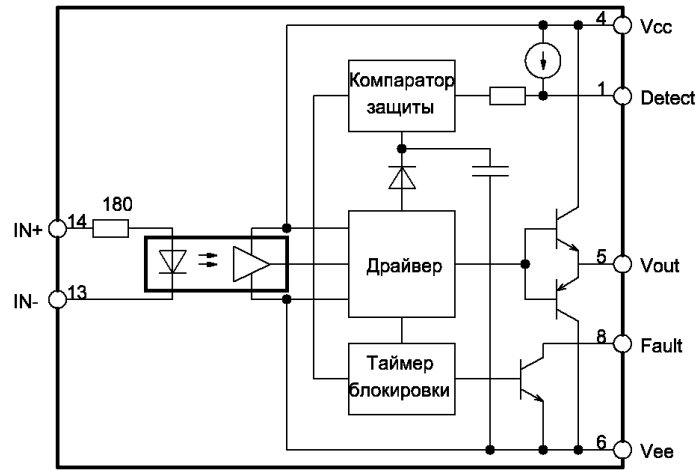 4 Vcc
Компаратор
защиты
1 Detect
180
IN+ 14
Драйвер
5 Vout
IN- 13
8 Fault
Таймер
блокировки
6 Vee